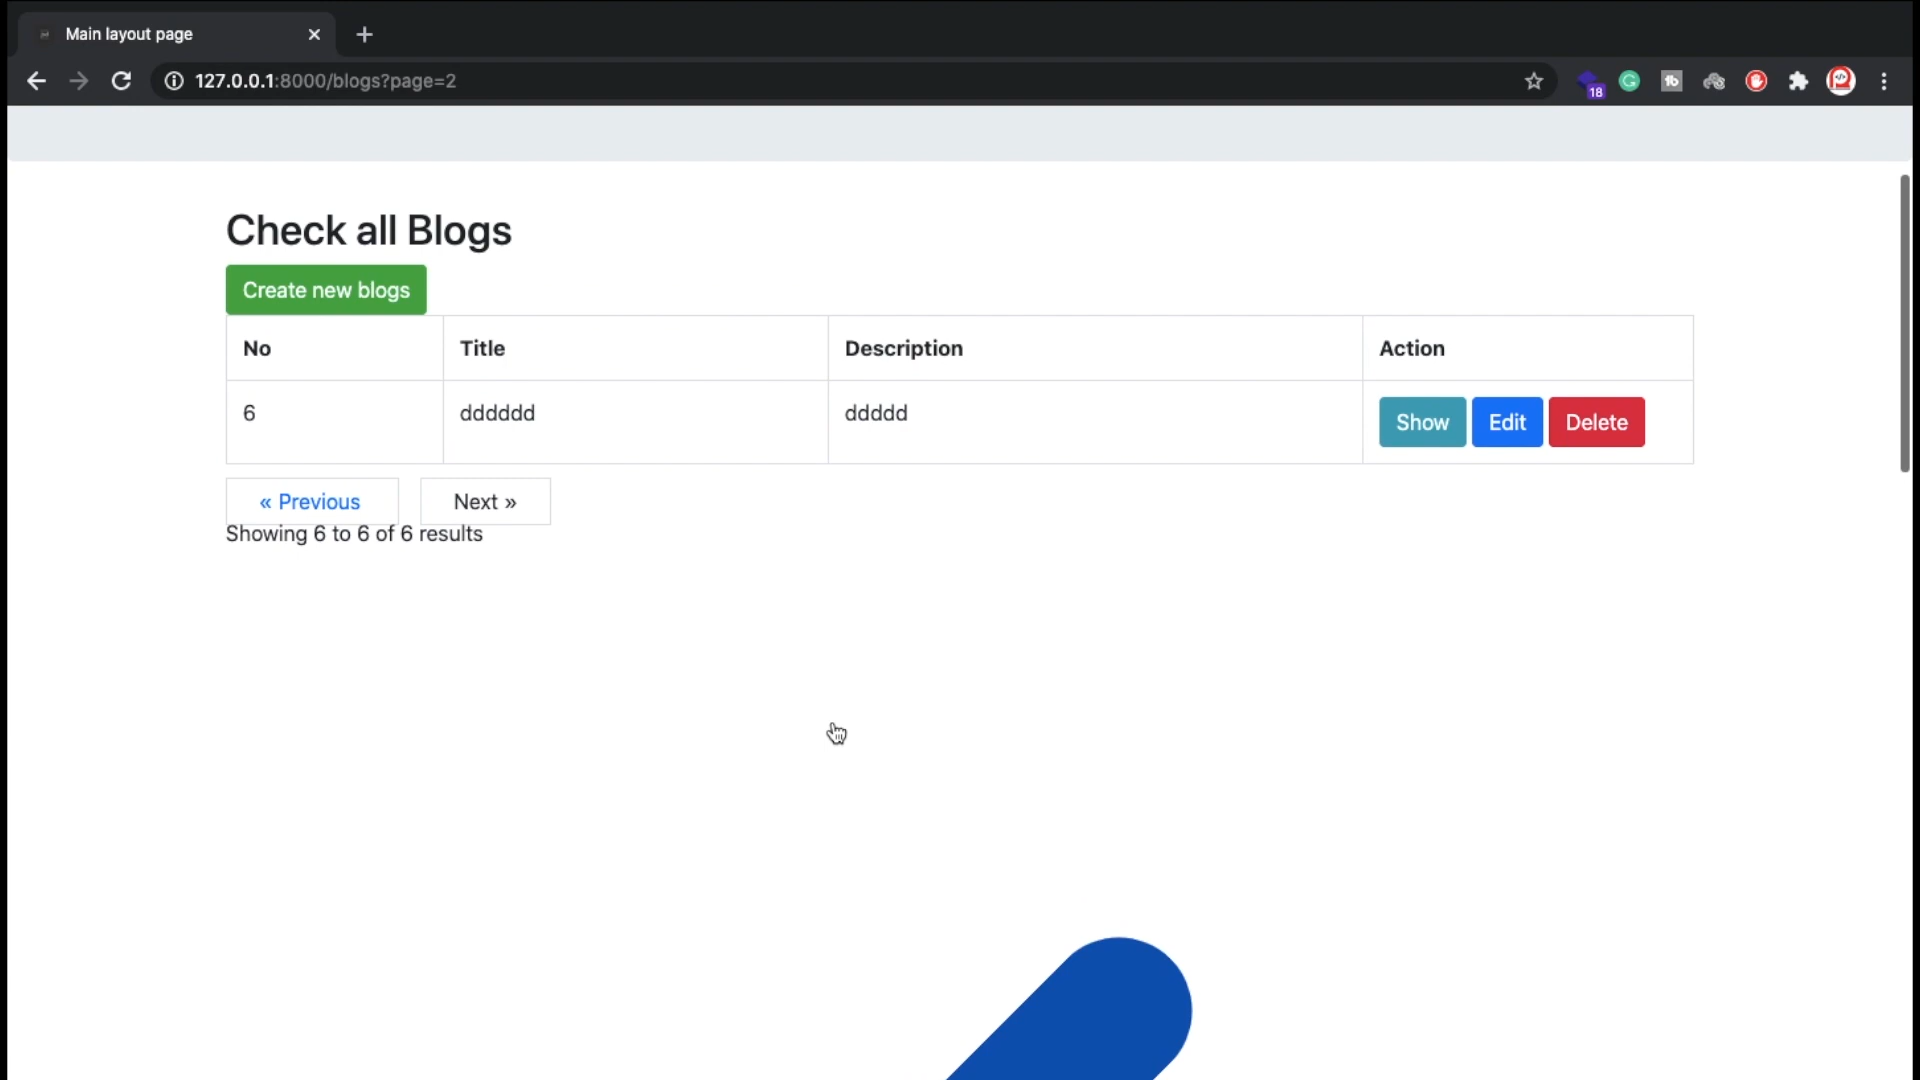 Main layout page
127.0.0.1:8000/blogs?page=2
18
Check all Blogs
Create new blogs
No Title Description Action
6 dddddd ddddd Show Edit Delete
« Previous Next »
Showing 6 to 6 of 6 results